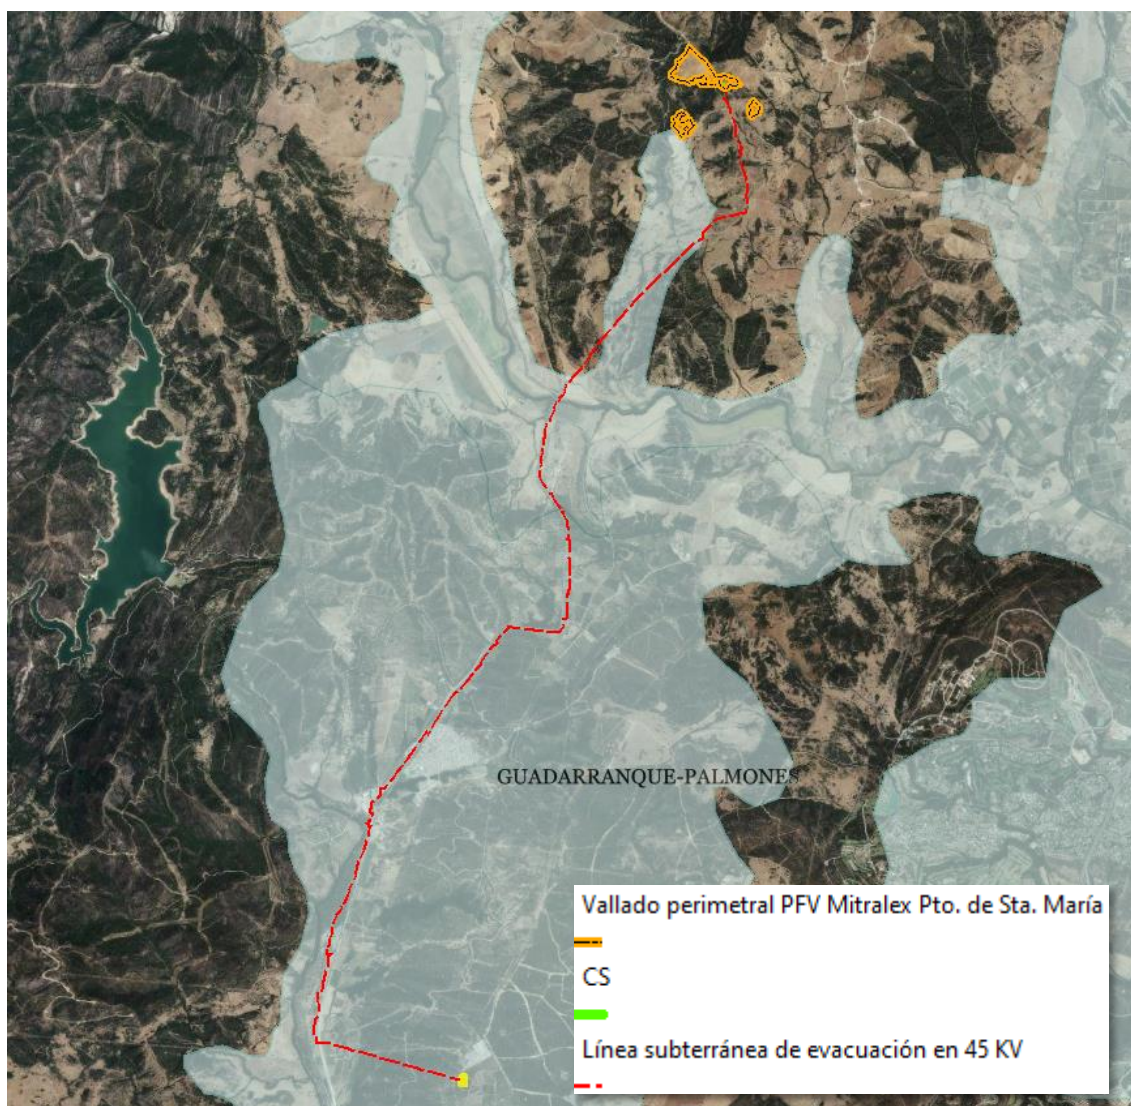 GUADARRANQUE-PALMONES
Vallado perimetral PFV Mitralex Pto. de Sta. María
CS
Línea subterránea de evacuación en 45 KV